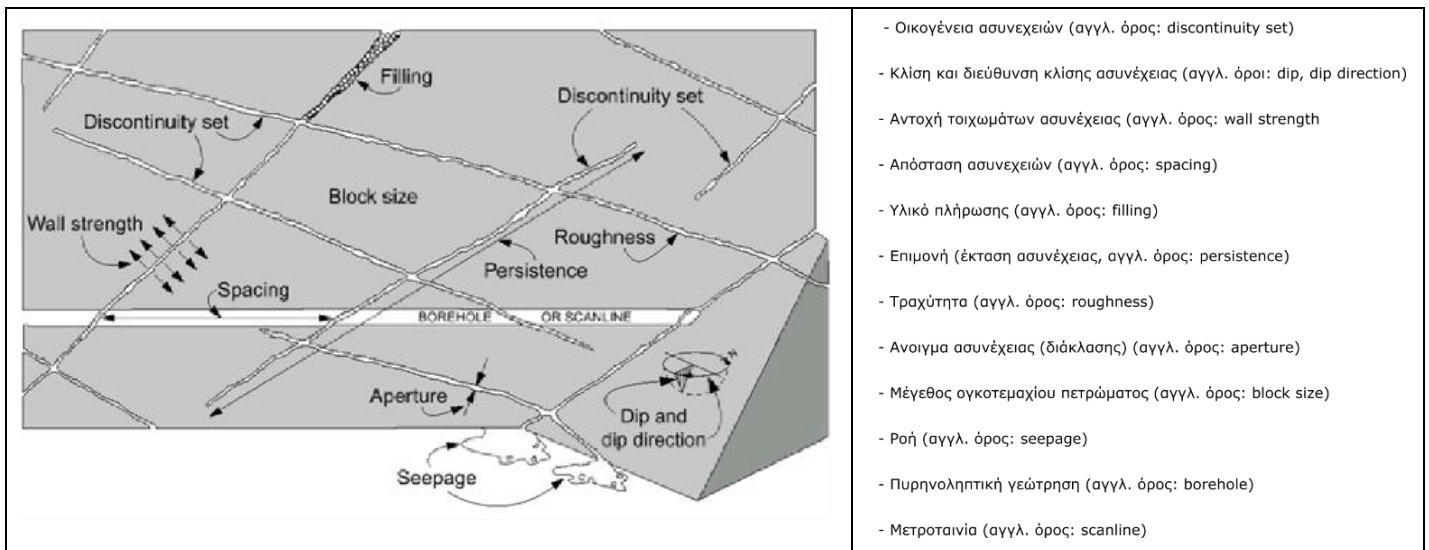 Filling
Discontinuity set
Discontinuity set
Block size
Wall strength
Roughness
Persistence
Spacing
BOREHOLE OR SCANLINE
Aperture
Dip and
dip direction
Seepage
- Οικογένεια ασυνεχειών (αγγλ. όρος: discontinuity set)
- Κλίση και διεύθυνση κλίσης ασυνέχειας (αγγλ. όροι: dip, dip direction)
- Αντοχή τοιχωμάτων ασυνέχειας (αγγλ. όρος: wall strength
- Απόσταση ασυνεχειών (αγγλ. όρος: spacing)
- Υλικό πλήρωσης (αγγλ. όρος: filling)
- Επιμονή (έκταση ασυνέχειας, αγγλ. όρος: persistence)
- Τραχύτητα (αγγλ. όρος: roughness)
- Ανοιγμα ασυνέχειας (διάκλασης) (αγγλ. όρος: aperture)
- Μέγεθος ογκοτεμαχίου πετρώματος (αγγλ. όρος: block size)
- Ροή (αγγλ. όρος: seepage)
- Πυρηνοληπτική γεώτρηση (αγγλ. όρος: borehole)
- Μετροταινία (αγγλ. όρος: scanline)